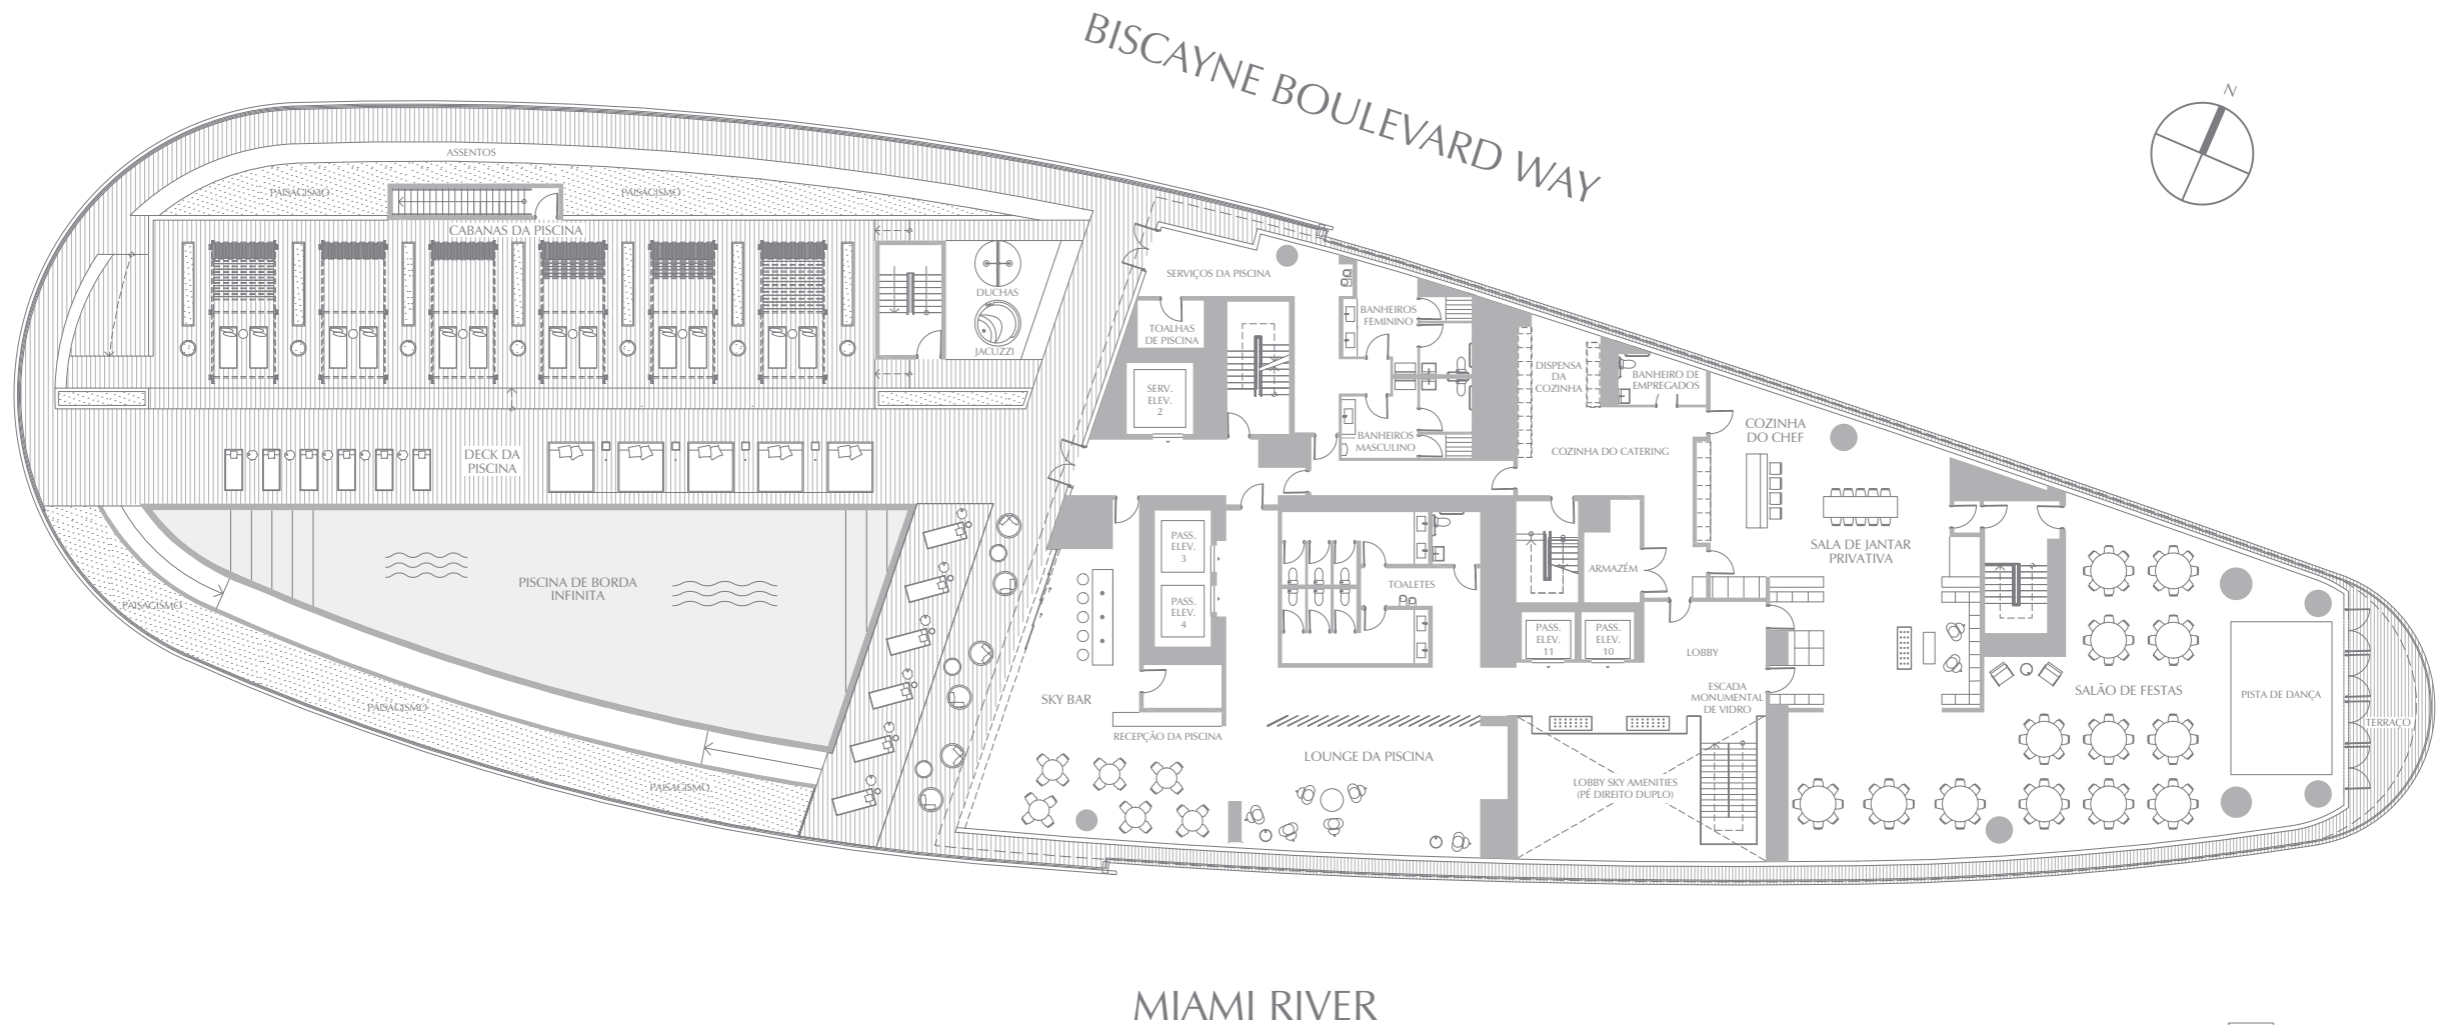 BISCAYNE BOULEVARD WAY
N
ASSENTOS
PAISAGISMO
PAISAGISMO
CABANAS DA PISCINA
DUCHAS
JACUZZI
SERVIÇOS DA PISCINA
TOALHAS
DE PISCINA
BANHEIROS
FEMININO
SERV.
ELEV.
2
BANHEIROS
MASCULINO
DISPENSA
DA
COZINHA
BANHEIRO DE
EMPREGADOS
COZINHA DO CATERING
COZINHA
DO CHEF
DECK DA
PISCINA
PISCINA DE BORDA
INFINITA
PAISAGISMO
PAISAGISMO
PAISAGISMO
PASS.
ELEV.
3
PASS.
ELEV.
4
TOALETES
ARMAZÉM
SALA DE JANTAR
PRIVATIVA
PASS.
ELEV.
11
PASS.
ELEV.
10
LOBBY
SKY BAR
RECEPÇÃO DA PISCINA
LOUNGE DA PISCINA
ESCADA
MONUMENTAL
DE VIDRO
LOBBY SKY AMENITIES
(PÉ DIREITO DUPLO)
SALÃO DE FESTAS
PISTA DE DANÇA
TERRAÇO
MIAMI RIVER